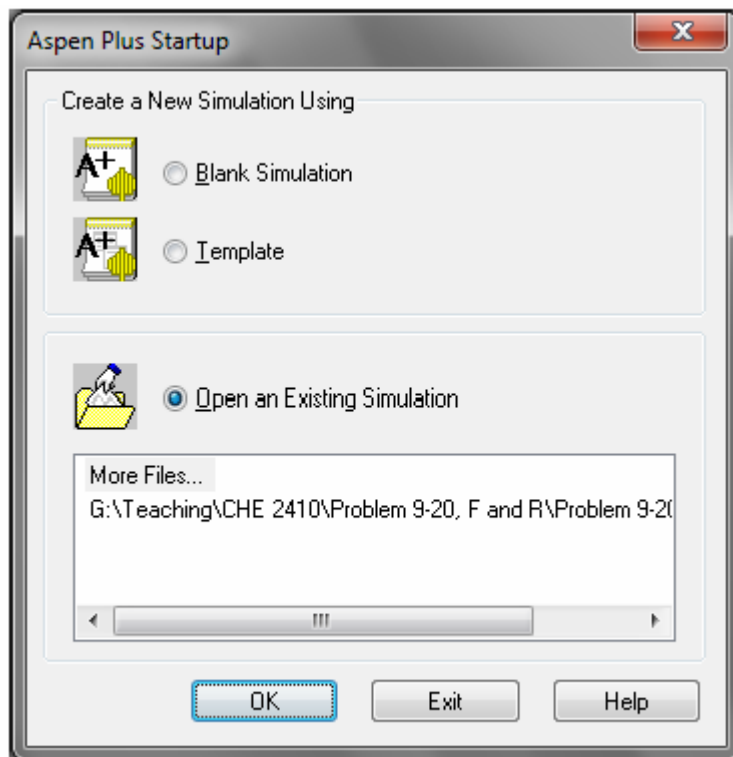 Aspen Plus Startup
Create a New Simulation Using
A+ Blank Simulation
A+ Template
Open an Existing Simulation
More Files...
G:\Teaching\CHE 2410\Problem 9-20, F and R\Problem 9-20
OK Exit Help